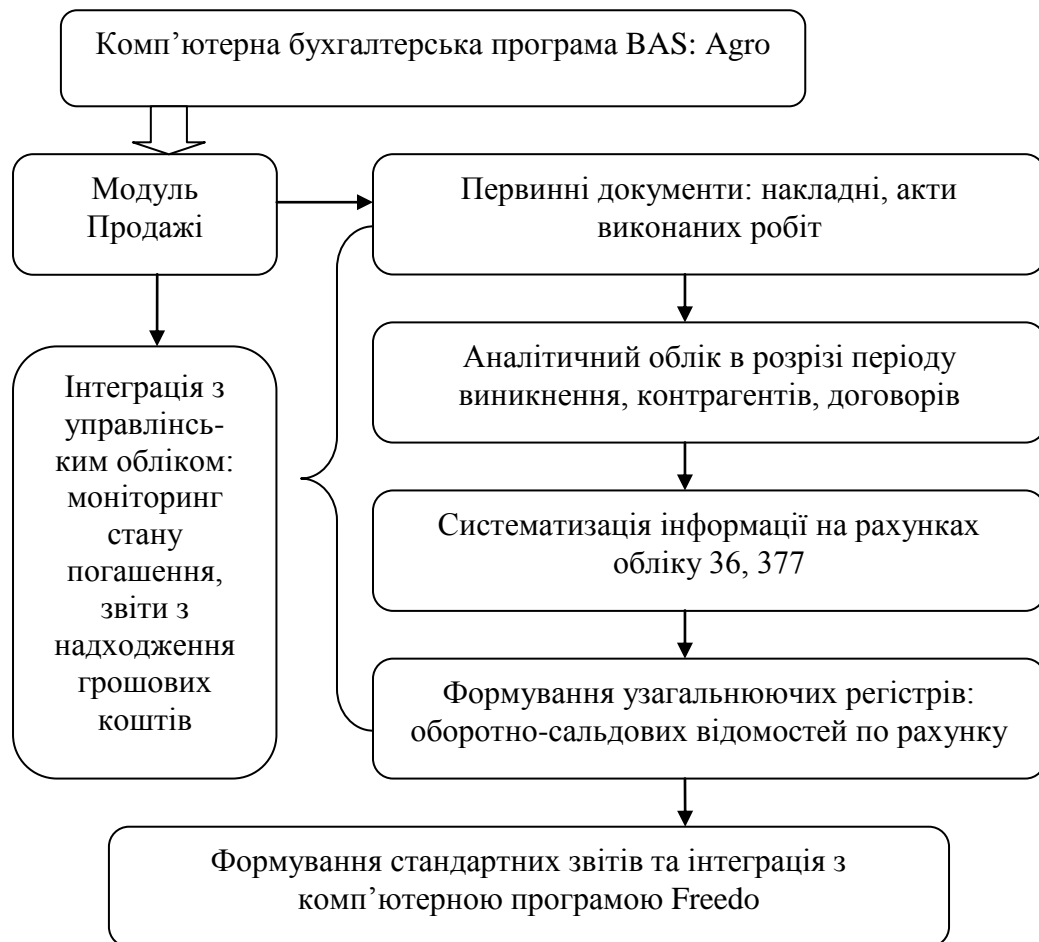 Комп’ютерна бухгалтерська програма BAS: Agro
Модуль
Продажі
Первинні документи: накладні, акти
виконаних робіт
Аналітичний облік в розрізі періоду
виникнення, контрагентів, договорів
Інтеграція з
управлінсь-
ким обліком:
моніторинг
стану
погашення,
звіти з
надходження
грошових
коштів
Систематизація інформації на рахунках
обліку 36, 377
Формування узагальнюючих регістрів:
оборотно-сальдових відомостей по рахунку
Формування стандартних звітів та інтеграція з
комп’ютерною програмою Freedo